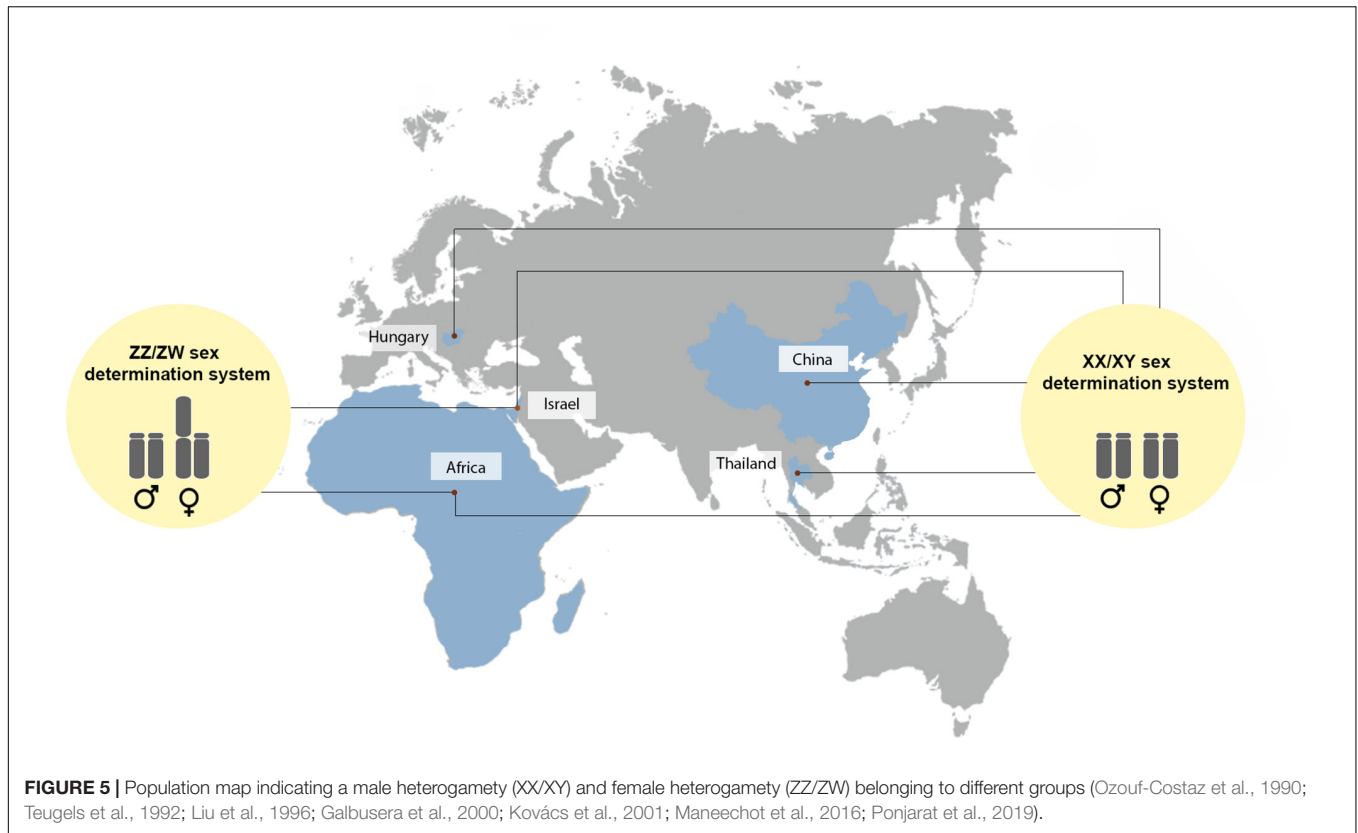 Hungary
ZZ/ZW sex
determination system
♂ ♀
Israel
Africa
China
Thailand
XX/XY sex
determination system
♂ ♀
FIGURE 5 | Population map indicating a male heterogamety (XX/XY) and female heterogamety (ZZ/ZW) belonging to different groups (Ozouf-Costaz et al., 1990;
Teugels et al., 1992; Liu et al., 1996; Galbusera et al., 2000; Kovács et al., 2001; Maneechot et al., 2016; Ponjarat et al., 2019).